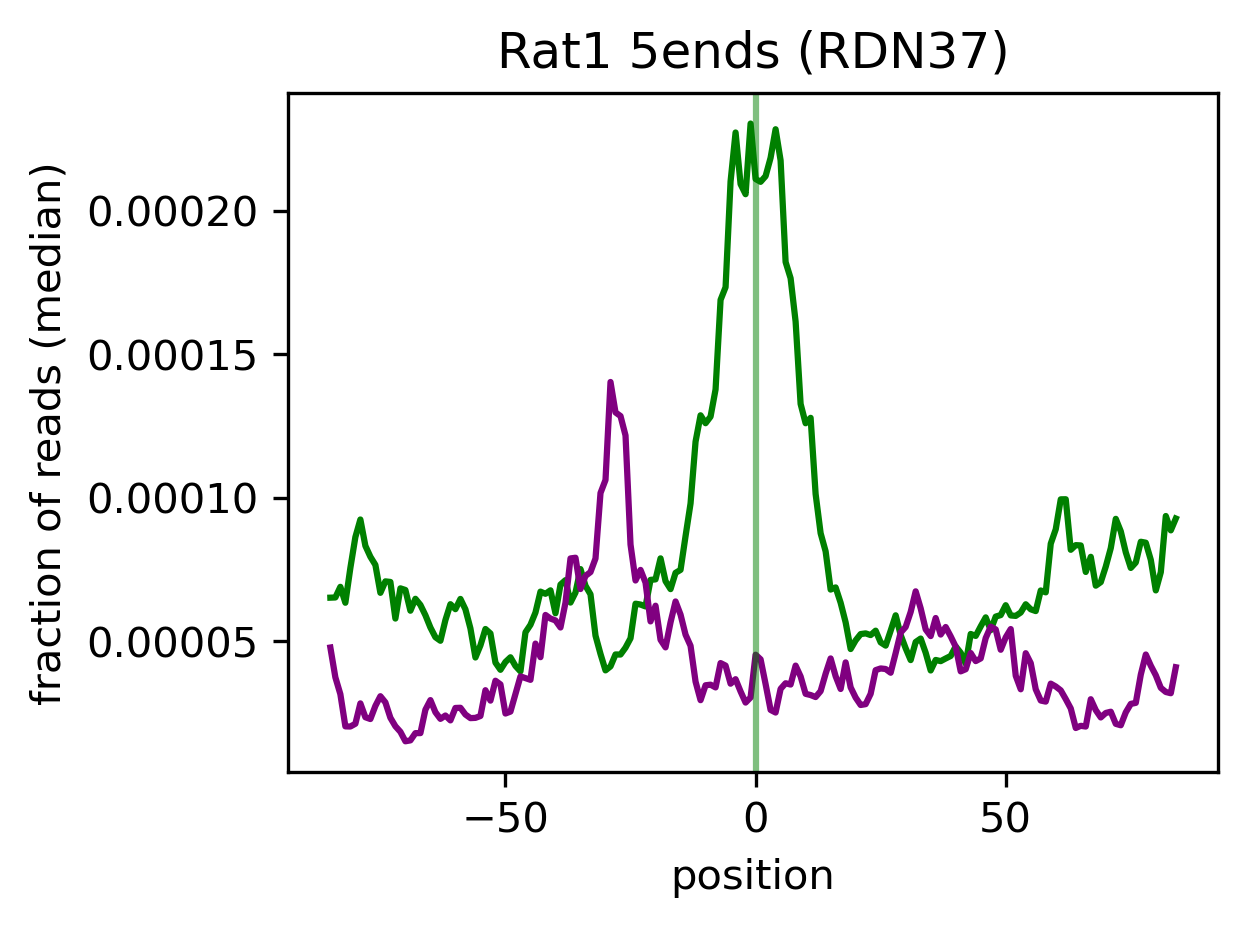 Rat1 5ends (RDN37)
fraction of reads (median)
0.00020
0.00015
0.00010
0.00005
−50
0
50
position